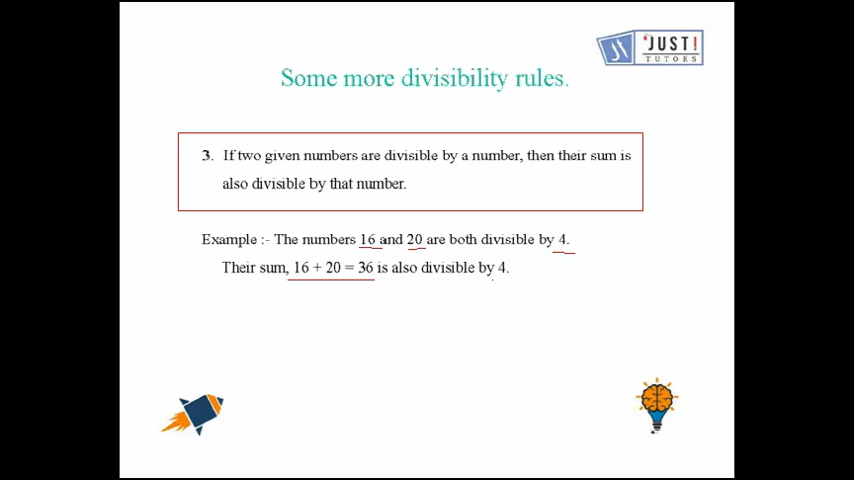 'JUST!
TUTORS
Some more divisibility rules.
3. If two given numbers are divisible by a number, then their sum is
also divisible by that number.
Example :- The numbers 16 and 20 are both divisible by 4.
Their sum, 16 + 20 = 36 is also divisible by 4.